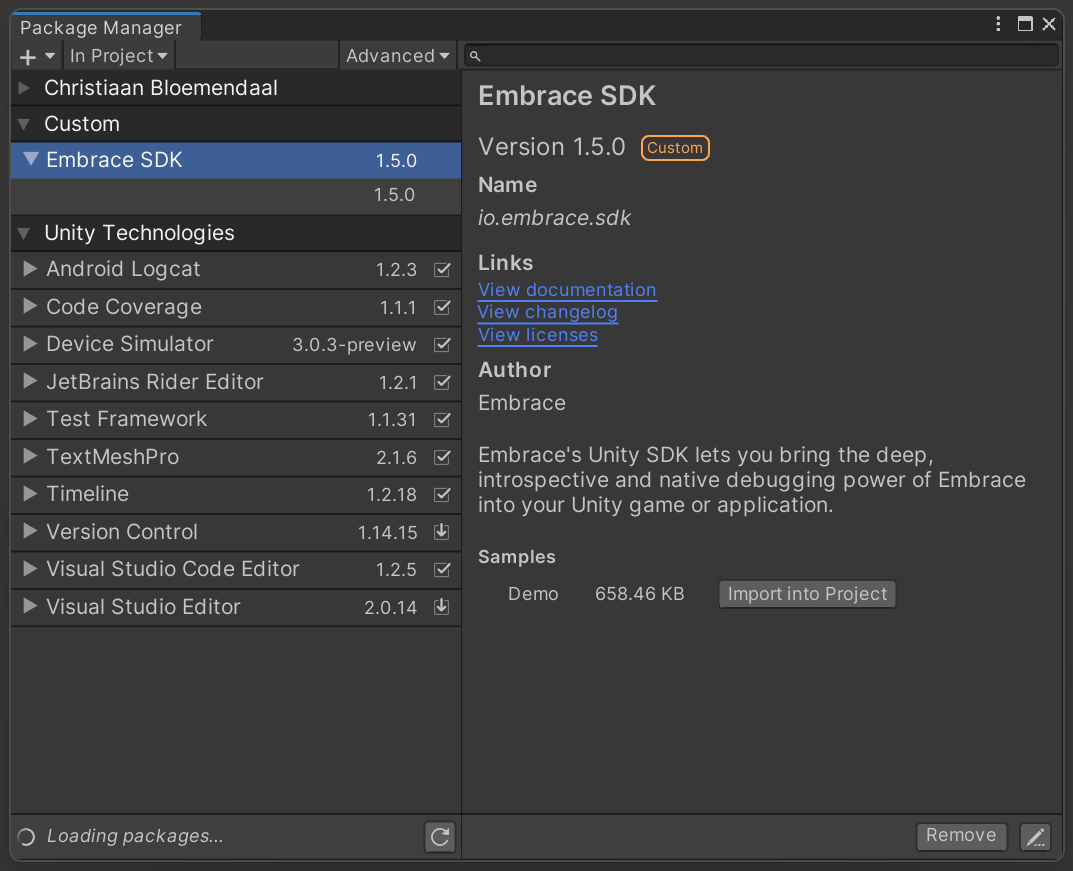 Package Manager
In Project
Advanced
Christiaan Bloemendaal
Custom
Embrace SDK 1.5.0
1.5.0
Unity Technologies
Android Logcat 1.2.3
Code Coverage 1.1.1
Device Simulator 3.0.3-preview
JetBrains Rider Editor 1.2.1
Test Framework 1.1.31
TextMeshPro 2.1.6
Timeline 1.2.18
Version Control 1.14.15
Visual Studio Code Editor 1.2.5
Visual Studio Editor 2.0.14
Loading packages...
Embrace SDK
Version 1.5.0 Custom
Name
io.embrace.sdk
Links
View documentation
View changelog
View licenses
Author
Embrace
Embrace's Unity SDK lets you bring the deep,
introspective and native debugging power of Embrace
into your Unity game or application.
Samples
Demo 658.46 KB Import into Project
Remove